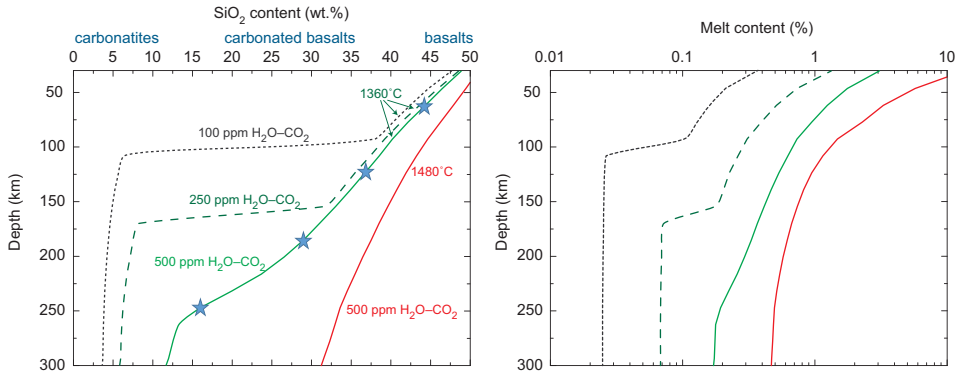 SiO2 content (wt.%)
carbonatites carbonated basalts basalts
0 5 10 15 20 25 30 35 40 45 50
Depth (km)
50
100
150
200
250
300
1360°C
100 ppm H2O–CO2
1480°C
250 ppm H2O–CO2
500 ppm H2O–CO2
500 ppm H2O–CO2
Melt content (%)
0.01 0.1 1 10
Depth (km)
50
100
150
200
250
300